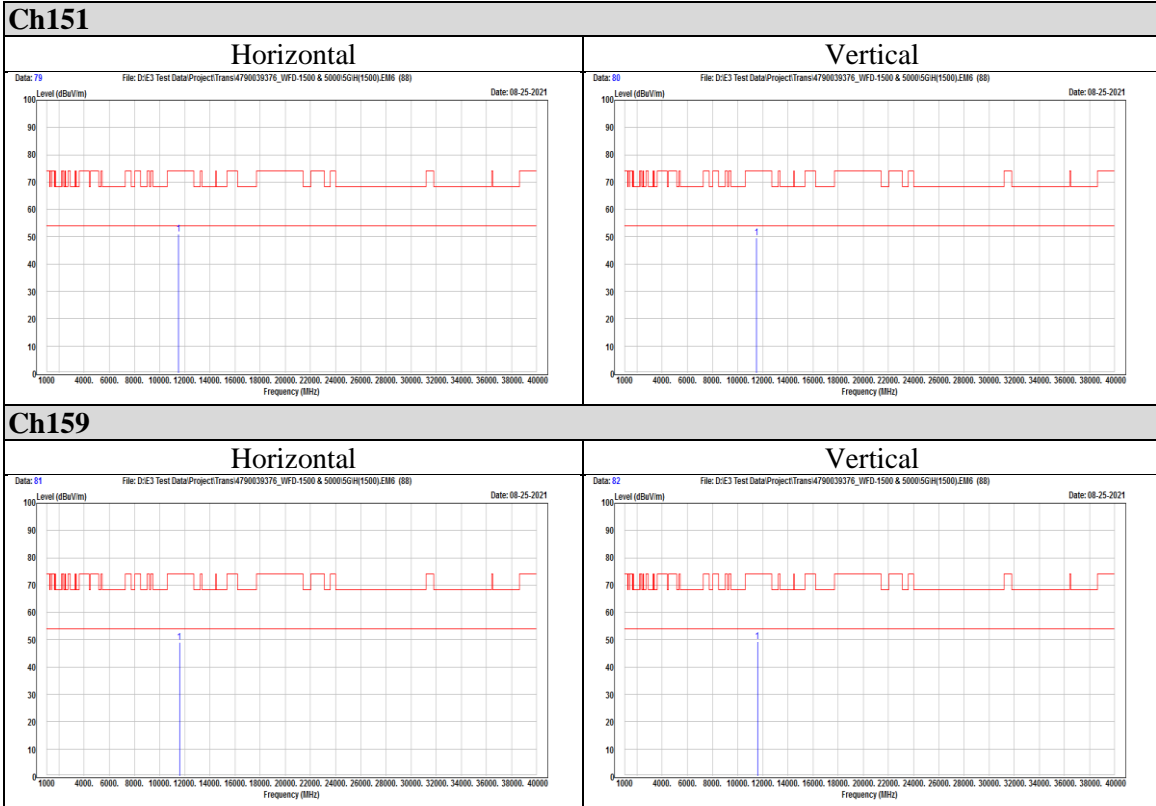 Ch151
Horizontal
Vertical
Data: 79 File: D:\E3 Test Data\Project\Trans\4790039376_WFD-1500 & 5000\5G\H(1500).EM6 (88)
Date: 08-25-2021
Level (dBuV/m)
100
90
80
70
60
50
40
30
20
10
0
1
1000 4000. 6000. 8000. 10000. 12000. 14000. 16000. 18000. 20000. 22000. 24000. 26000. 28000. 30000. 32000. 34000. 36000. 38000. 40000
Frequency (MHz)
Data: 80 File: D:\E3 Test Data\Project\Trans\4790039376_WFD-1500 & 5000\5G\H(1500).EM6 (88)
Date: 08-25-2021
Level (dBuV/m)
100
90
80
70
60
50
40
30
20
10
0
1
1000 4000. 6000. 8000. 10000. 12000. 14000. 16000. 18000. 20000. 22000. 24000. 26000. 28000. 30000. 32000. 34000. 36000. 38000. 40000
Frequency (MHz)
Ch159
Horizontal
Vertical
Data: 81 File: D:\E3 Test Data\Project\Trans\4790039376_WFD-1500 & 5000\5G\H(1500).EM6 (88)
Date: 08-25-2021
Level (dBuV/m)
100
90
80
70
60
50
40
30
20
10
0
1
1000 4000. 6000. 8000. 10000. 12000. 14000. 16000. 18000. 20000. 22000. 24000. 26000. 28000. 30000. 32000. 34000. 36000. 38000. 40000
Frequency (MHz)
Data: 82 File: D:\E3 Test Data\Project\Trans\4790039376_WFD-1500 & 5000\5G\H(1500).EM6 (88)
Date: 08-25-2021
Level (dBuV/m)
100
90
80
70
60
50
40
30
20
10
0
1
1000 4000. 6000. 8000. 10000. 12000. 14000. 16000. 18000. 20000. 22000. 24000. 26000. 28000. 30000. 32000. 34000. 36000. 38000. 40000
Frequency (MHz)